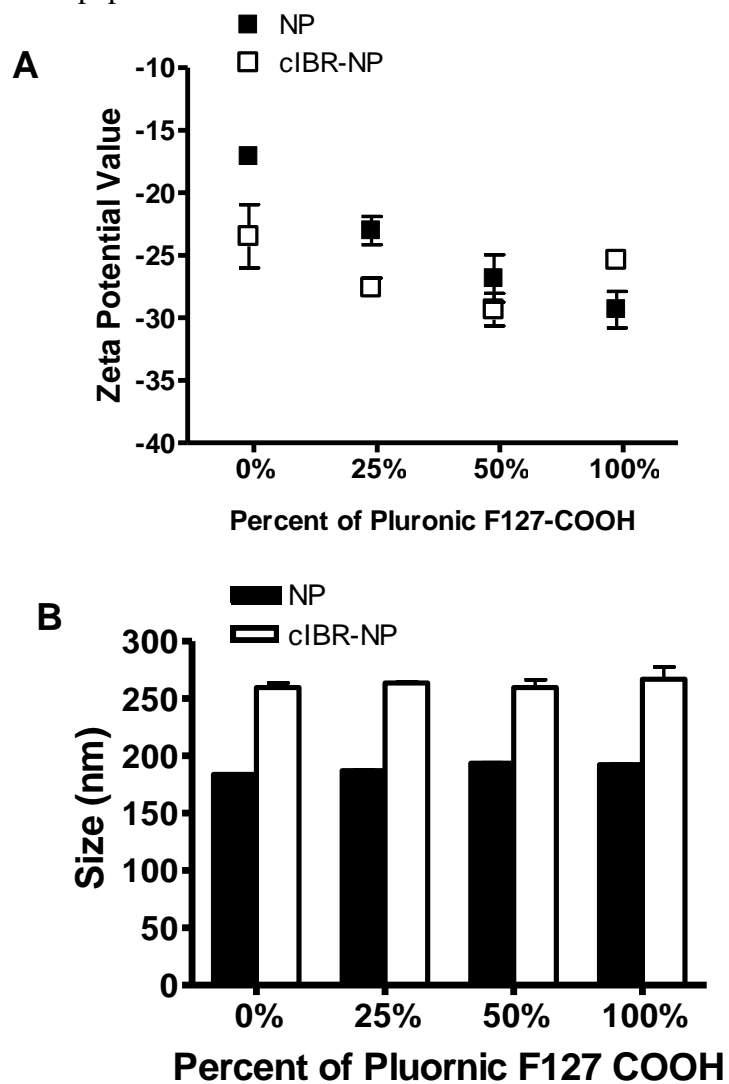 NP
cIBR-NP
A
-10
-15
-20
-25
-30
-35
-40
Zeta Potential Value
0% 25% 50% 100%
Percent of Pluronic F127-COOH
NP
cIBR-NP
B
300
250
200
150
100
50
0
Size (nm)
0% 25% 50% 100%
Percent of Pluornic F127 COOH